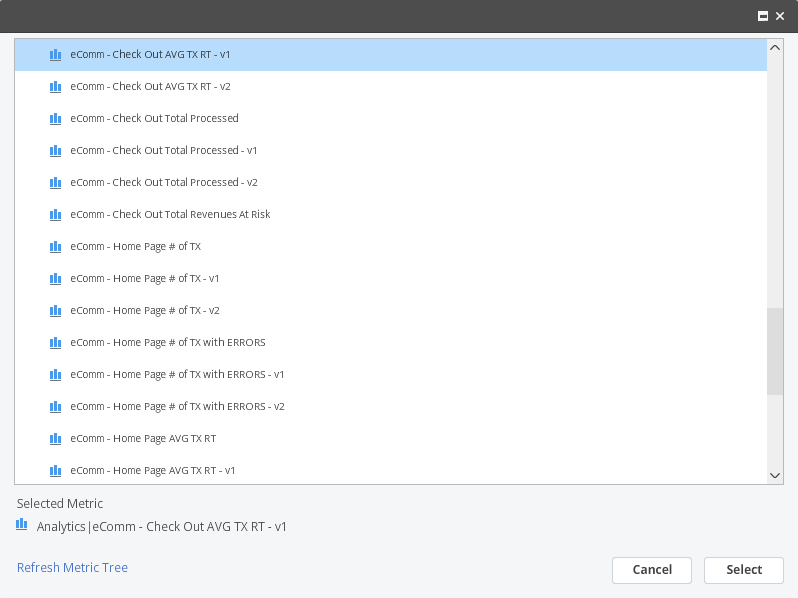 eComm - Check Out AVG TX RT - v1
eComm - Check Out AVG TX RT - v2
eComm - Check Out Total Processed
eComm - Check Out Total Processed - v1
eComm - Check Out Total Processed - v2
eComm - Check Out Total Revenues At Risk
eComm - Home Page # of TX
eComm - Home Page # of TX - v1
eComm - Home Page # of TX - v2
eComm - Home Page # of TX with ERRORS
eComm - Home Page # of TX with ERRORS - v1
eComm - Home Page # of TX with ERRORS - v2
eComm - Home Page AVG TX RT
eComm - Home Page AVG TX RT - v1
Selected Metric
Analytics|eComm - Check Out AVG TX RT - v1
Refresh Metric Tree
Cancel
Select